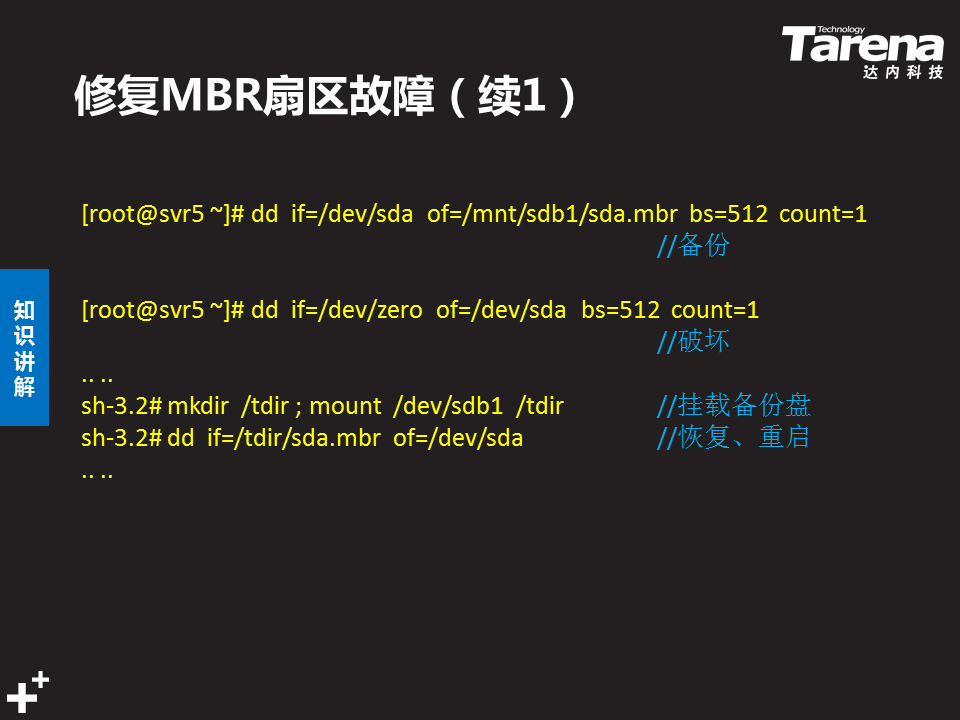 Technology
Tarena
达内科技
修复MBR扇区故障（续1）
[root@svr5 ~]# dd if=/dev/sda of=/mnt/sdb1/sda.mbr bs=512 count=1
//备份
[root@svr5 ~]# dd if=/dev/zero of=/dev/sda bs=512 count=1
//破坏
.. ..
sh-3.2# mkdir /tdir ; mount /dev/sdb1 /tdir //挂载备份盘
sh-3.2# dd if=/tdir/sda.mbr of=/dev/sda //恢复、重启
.. ..
知识讲解